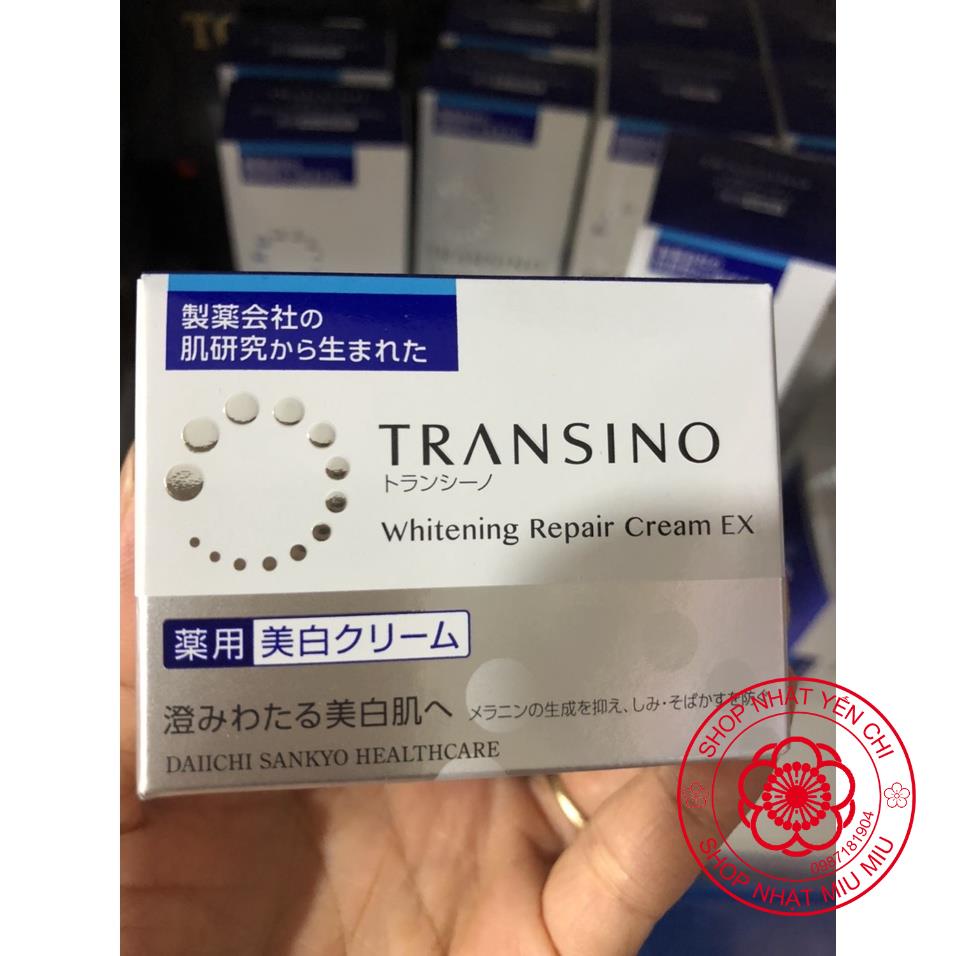 製薬会社の
肌研究から生まれた
TRANSINO
トランシーノ
Whitening Repair Cream EX
薬用 美白クリーム
澄みわたる美白肌へ メラニンの生成を抑え、しみ・そばかすを防ぐ
DAIICHI SANKYO HEALTHCARE
SHOP NHẬT YÊN CHI
0987181904
SHOP NHẬT MIU MIU
TRANSINO